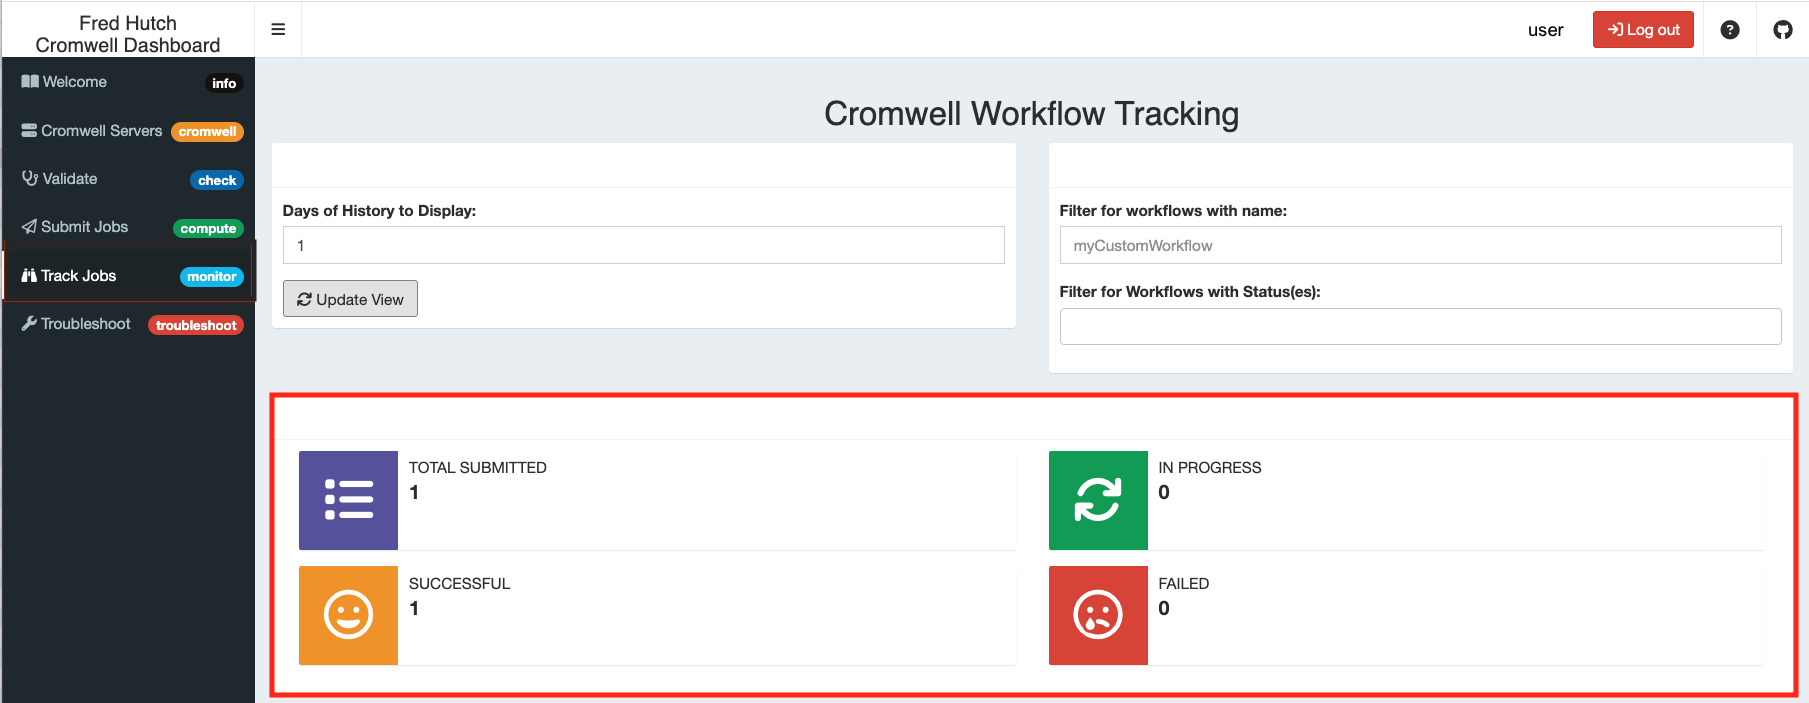 Fred Hutch
Cromwell Dashboard
user
Log out
Welcome info
Cromwell Servers cromwell
Validate check
Submit Jobs compute
Track Jobs monitor
Troubleshoot troubleshoot
Cromwell Workflow Tracking
Days of History to Display:
1
Update View
Filter for workflows with name:
myCustomWorkflow
Filter for Workflows with Status(es):
TOTAL SUBMITTED
1
IN PROGRESS
0
SUCCESSFUL
1
FAILED
0